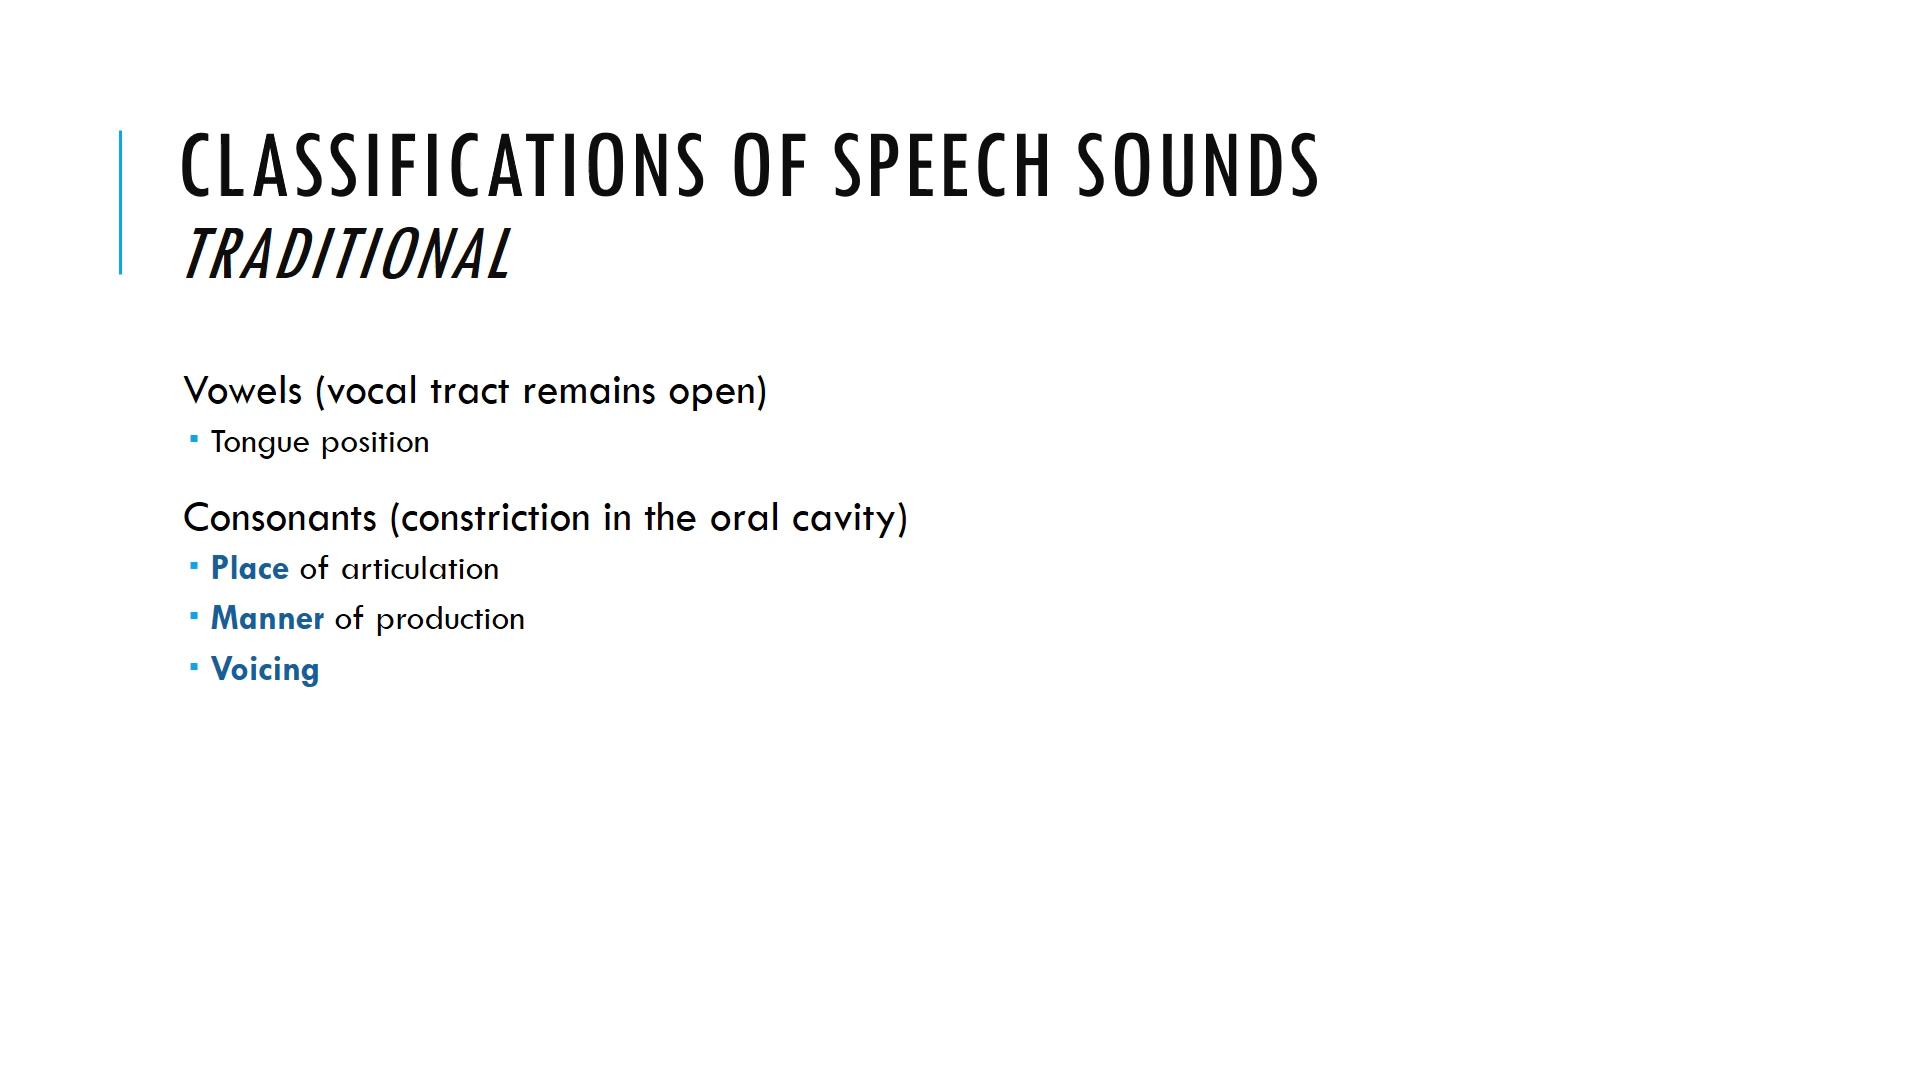 CLASSIFICATIONS OF SPEECH SOUNDS
TRADITIONAL
Vowels (vocal tract remains open)
▪ Tongue position
Consonants (constriction in the oral cavity)
▪ Place of articulation
▪ Manner of production
▪ Voicing